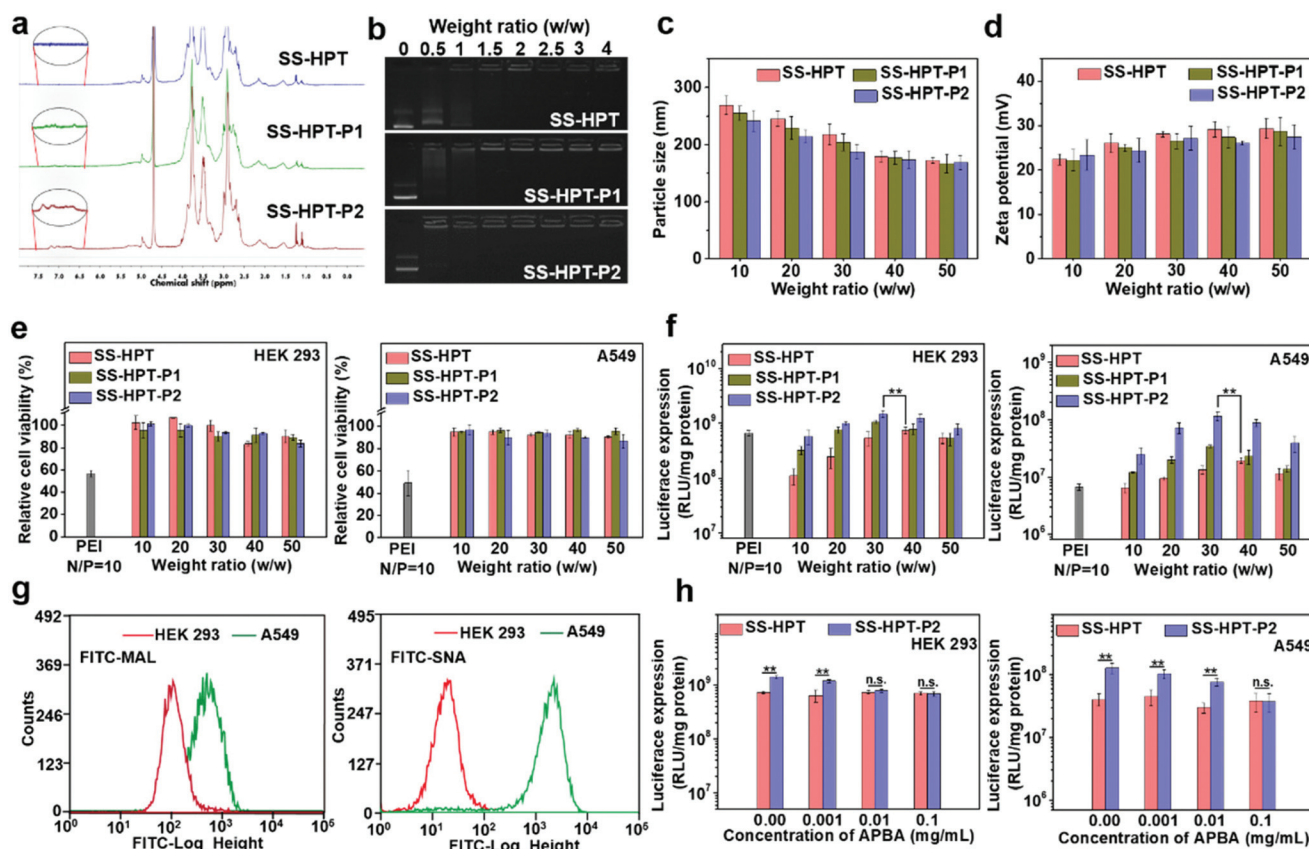 a
SS-HPT
SS-HPT-P1
SS-HPT-P2
7.5 7.0 6.5 6.0 5.5 5.0 4.5 4.0 3.5 3.0 2.5 2.0 1.5 1.0 0.5 0.0
Chemical shift (ppm)
b
Weight ratio (w/w)
0 0.5 1 1.5 2 2.5 3 4
SS-HPT
SS-HPT-P1
SS-HPT-P2
c
Particle size (nm)
300
200
100
0
SS-HPT
SS-HPT-P1
SS-HPT-P2
10 20 30 40 50
Weight ratio (w/w)
d
Zeta potential (mV)
40
30
20
10
0
SS-HPT
SS-HPT-P1
SS-HPT-P2
10 20 30 40 50
Weight ratio (w/w)
e
Relative cell viability (%)
100
80
60
40
20
0
SS-HPT
SS-HPT-P1
SS-HPT-P2
HEK 293
PEI 10 20 30 40 50
N/P=10 Weight ratio (w/w)
Relative cell viability (%)
100
80
60
40
20
0
SS-HPT
SS-HPT-P1
SS-HPT-P2
A549
PEI 10 20 30 40 50
N/P=10 Weight ratio (w/w)
f
Luciferace expression
(RLU/mg protein)
10¹⁰
10⁹
10⁸
10⁷
SS-HPT
SS-HPT-P1
SS-HPT-P2
HEK 293
**
PEI 10 20 30 40 50
N/P=10 Weight ratio (w/w)
Luciferace expression
(RLU/mg protein)
10⁹
10⁸
10⁷
10⁶
SS-HPT
SS-HPT-P1
SS-HPT-P2
A549
**
PEI 10 20 30 40 50
N/P=10 Weight ratio (w/w)
g
Counts
492
369
246
123
0
HEK 293 A549
FITC-MAL
10⁰ 10¹ 10² 10³ 10⁴ 10⁵
FITC-Log_Height
Counts
495
371
247
127
0
HEK 293 A549
FITC-SNA
10⁰ 10¹ 10² 10³ 10⁴ 10⁵
FITC-Log_Height
h
Luciferace expression
(RLU/mg protein)
10⁹
10⁸
10⁷
SS-HPT SS-HPT-P2
HEK 293
** ** n.s. n.s.
0.00 0.001 0.01 0.1
Concentration of APBA (mg/mL)
Luciferace expression
(RLU/mg protein)
10⁸
10⁷
10⁶
SS-HPT SS-HPT-P2
A549
** ** ** n.s.
0.00 0.001 0.01 0.1
Concentration of APBA (mg/mL)